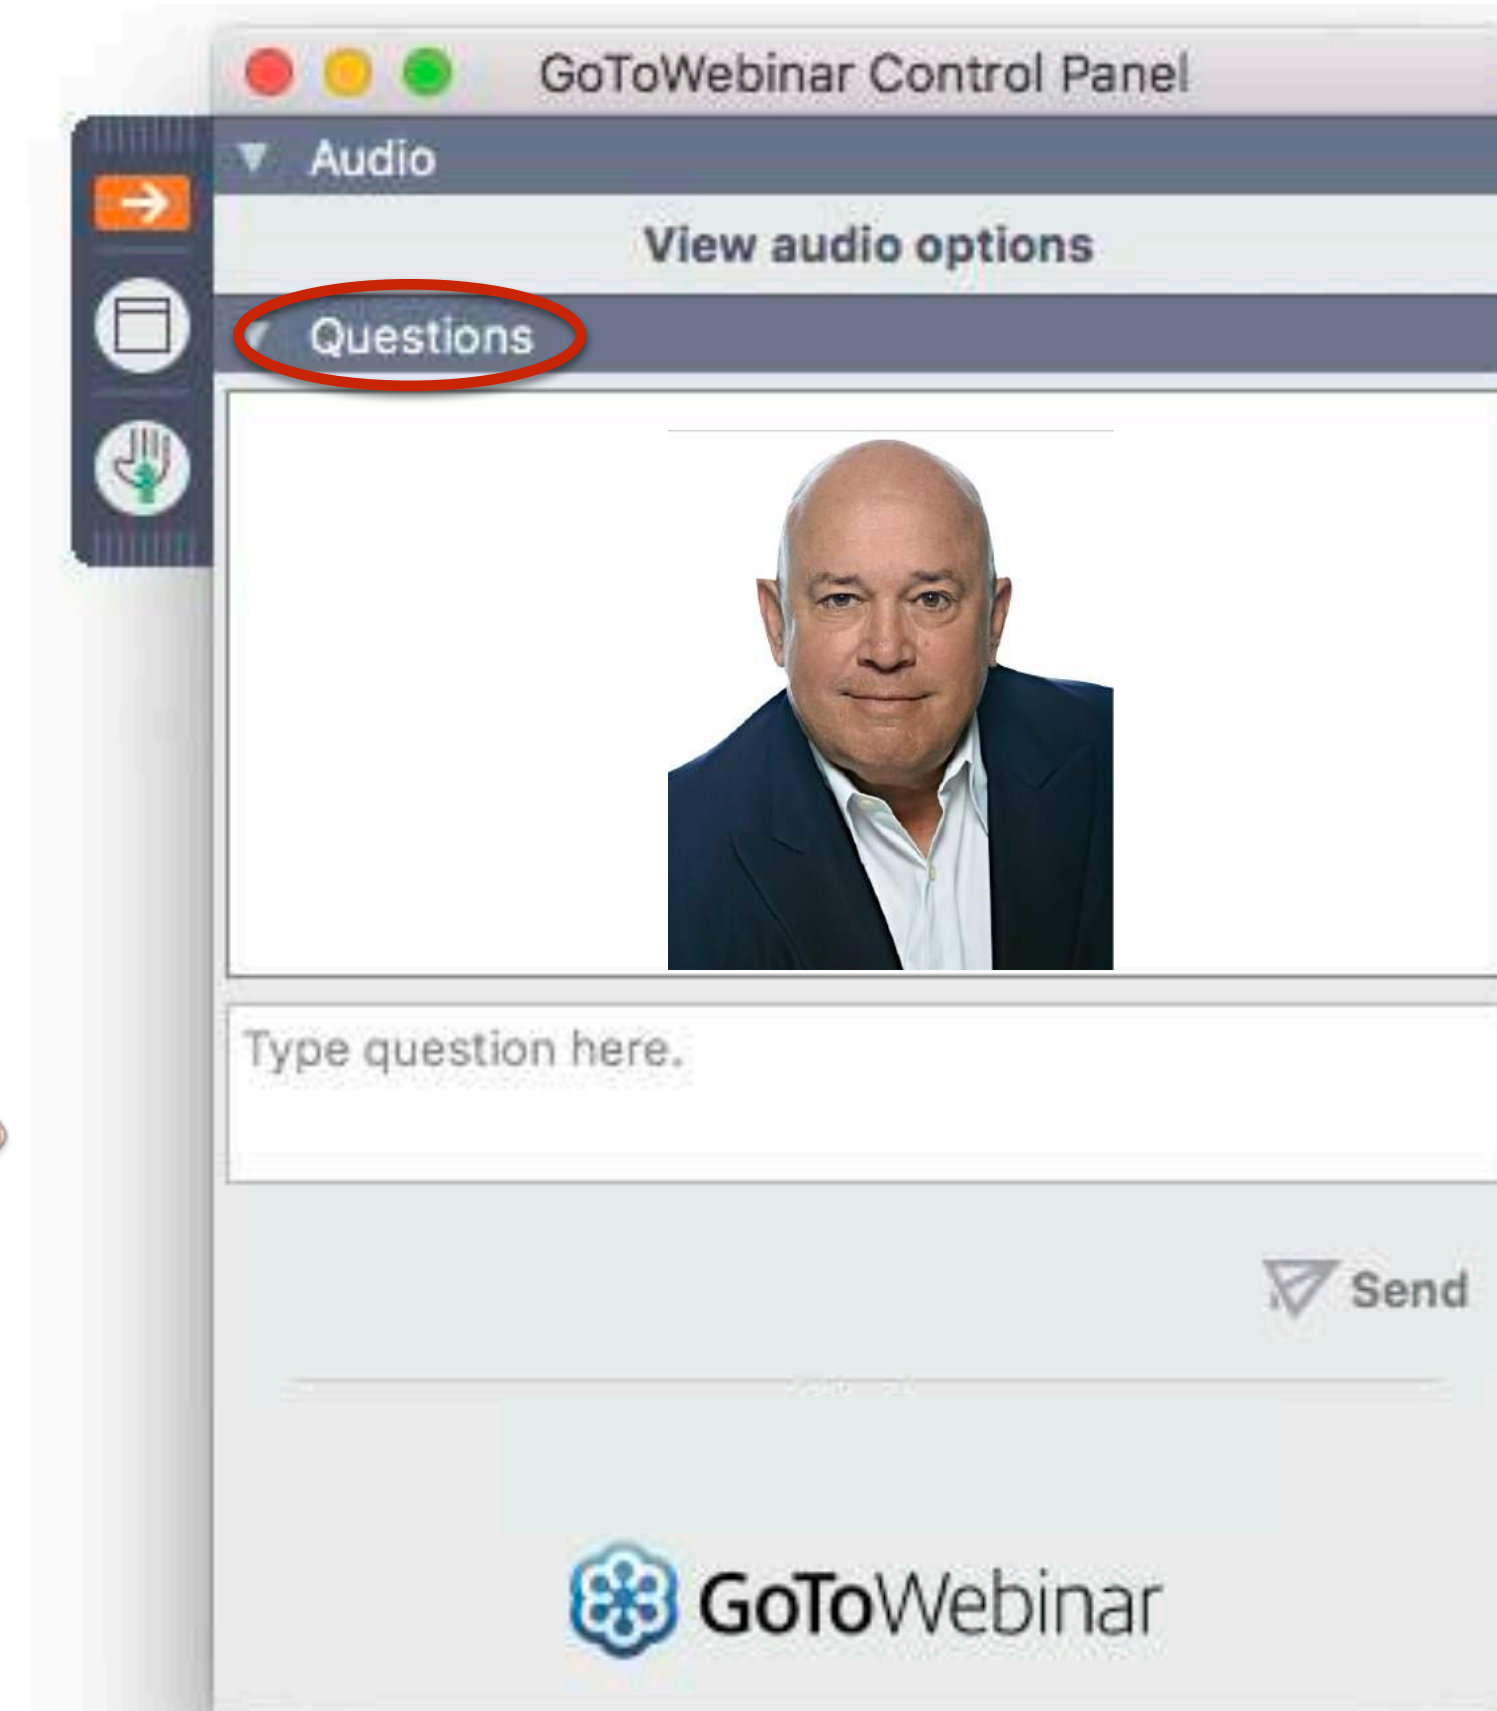 GoToWebinar Control Panel
Audio
View audio options
Questions
Type question here.
Send
GoToWebinar